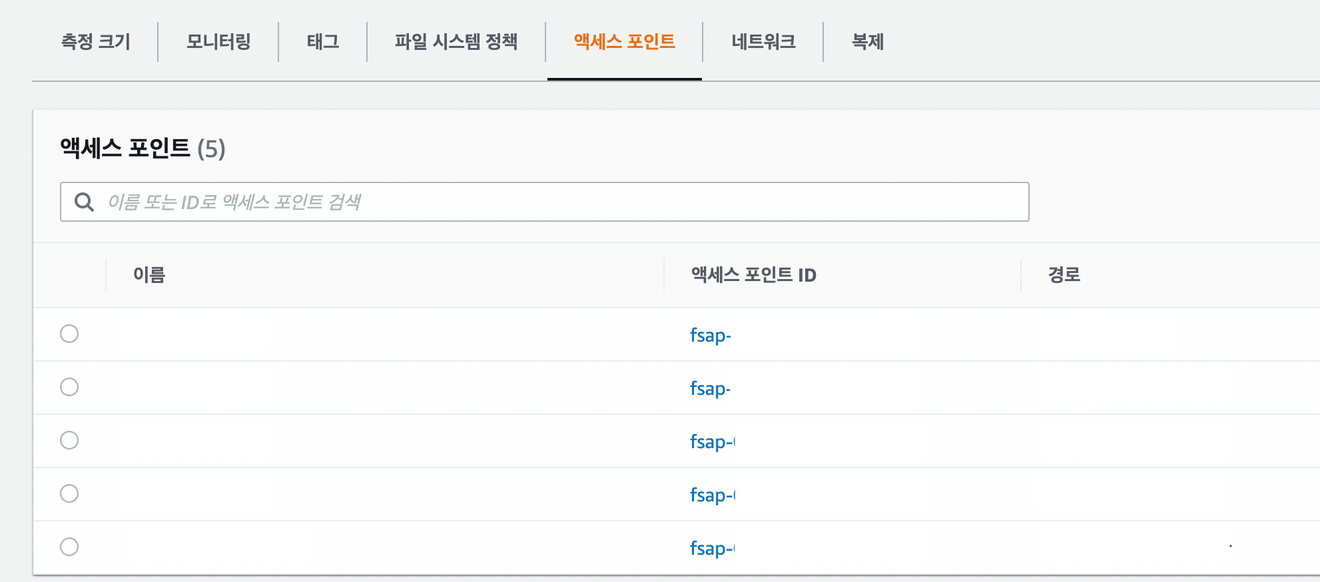 측정 크기 모니터링 태그 파일 시스템 정책 액세스 포인트 네트워크 복제
액세스 포인트 (5)
이름 또는 ID로 액세스 포인트 검색
이름 액세스 포인트 ID 경로
fsap-
fsap-
fsap-
fsap-
fsap-